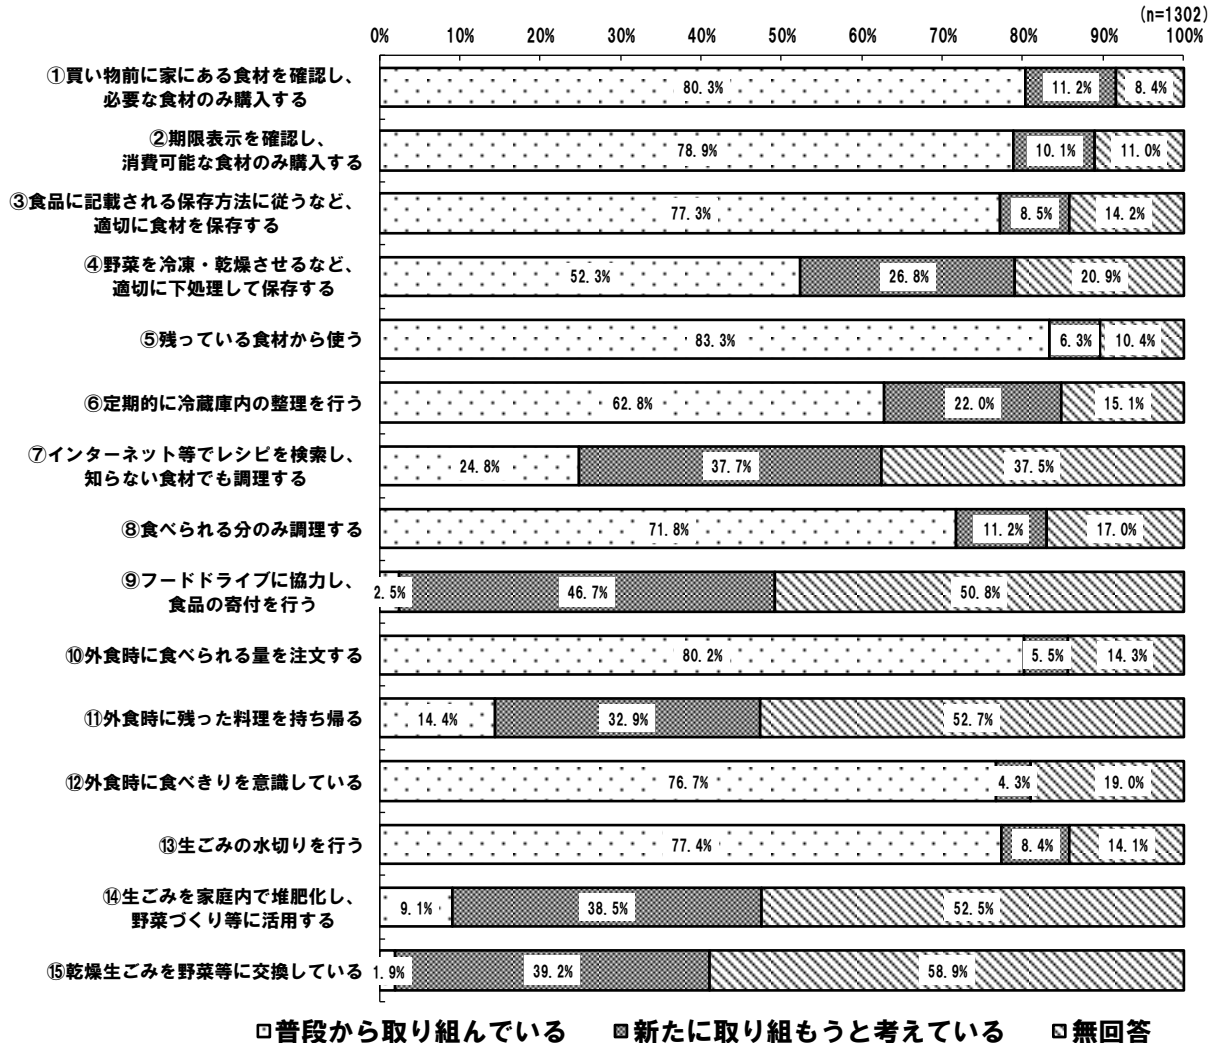 (n=1302)
0% 10% 20% 30% 40% 50% 60% 70% 80% 90% 100%
①買い物前に家にある食材を確認し、
必要な食材のみ購入する
80.3% 11.2% 8.4%
②期限表示を確認し、
消費可能な食材のみ購入する
78.9% 10.1% 11.0%
③食品に記載される保存方法に従うなど、
適切に食材を保存する
77.3% 8.5% 14.2%
④野菜を冷凍・乾燥させるなど、
適切に下処理して保存する
52.3% 26.8% 20.9%
⑤残っている食材から使う
83.3% 6.3% 10.4%
⑥定期的に冷蔵庫内の整理を行う
62.8% 22.0% 15.1%
⑦インターネット等でレシピを検索し、
知らない食材でも調理する
24.8% 37.7% 37.5%
⑧食べられる分のみ調理する
71.8% 11.2% 17.0%
⑨フードドライブに協力し、
食品の寄付を行う
2.5% 46.7% 50.8%
⑩外食時に食べられる量を注文する
80.2% 5.5% 14.3%
⑪外食時に残った料理を持ち帰る
14.4% 32.9% 52.7%
⑫外食時に食べきりを意識している
76.7% 4.3% 19.0%
⑬生ごみの水切りを行う
77.4% 8.4% 14.1%
⑭生ごみを家庭内で堆肥化し、
野菜づくり等に活用する
9.1% 38.5% 52.5%
⑮乾燥生ごみを野菜等に交換している
1.9% 39.2% 58.9%
普段から取り組んでいる 新たに取り組もうと考えている 無回答